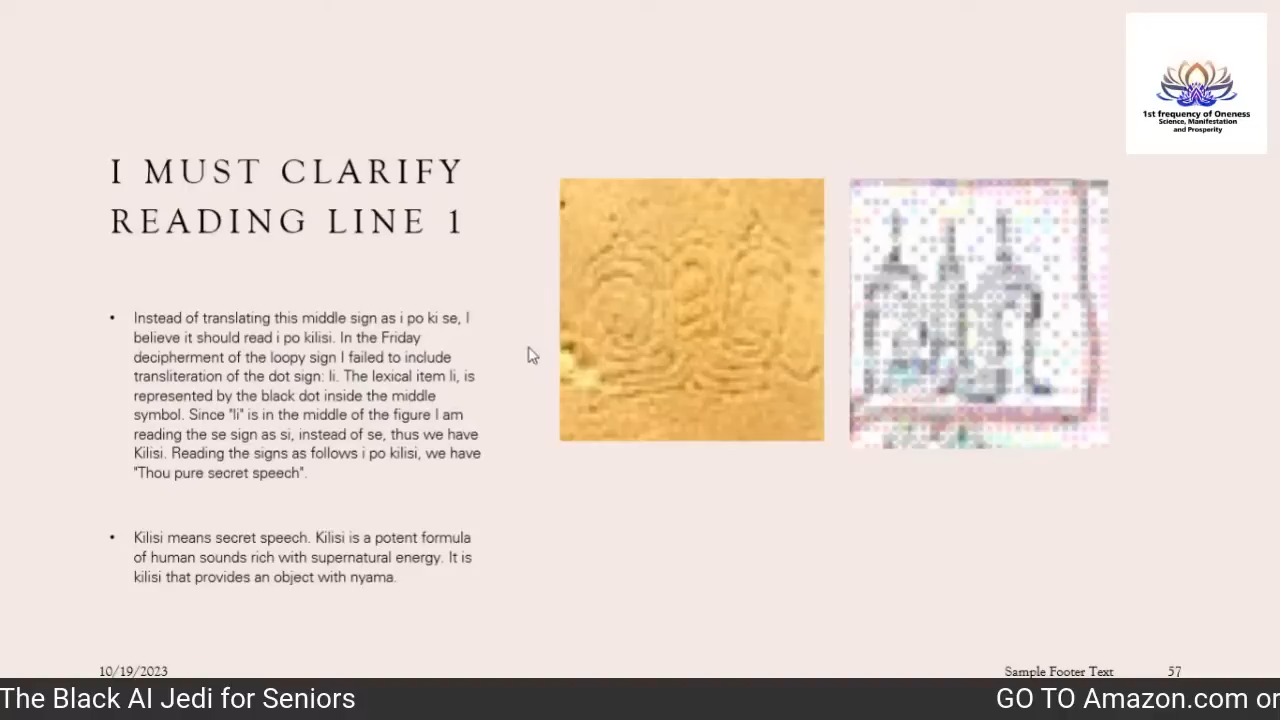 1st frequency of Oneness
Science, Manifestation
and Prosperity
I MUST CLARIFY
READING LINE 1
• Instead of translating this middle sign as i po ki se, I
believe it should read i po kilisi. In the Friday
decipherment of the loopy sign I failed to include
transliteration of the dot sign: li. The lexical item li, is
represented by the black dot inside the middle
symbol. Since "li" is in the middle of the figure I am
reading the se sign as si, instead of se, thus we have
Kilisi. Reading the signs as follows i po kilisi, we have
"Thou pure secret speech".
• Kilisi means secret speech. Kilisi is a potent formula
of human sounds rich with supernatural energy. It is
kilisi that provides an object with nyama.
10/19/2023
Sample Footer Text
57
The Black AI Jedi for Seniors
GO TO Amazon.com or